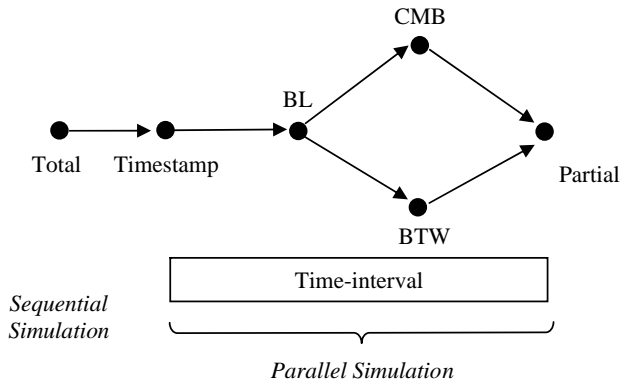 CMB
BL
Total
Timestamp
Partial
BTW
Time-interval
Sequential
Simulation
Parallel Simulation